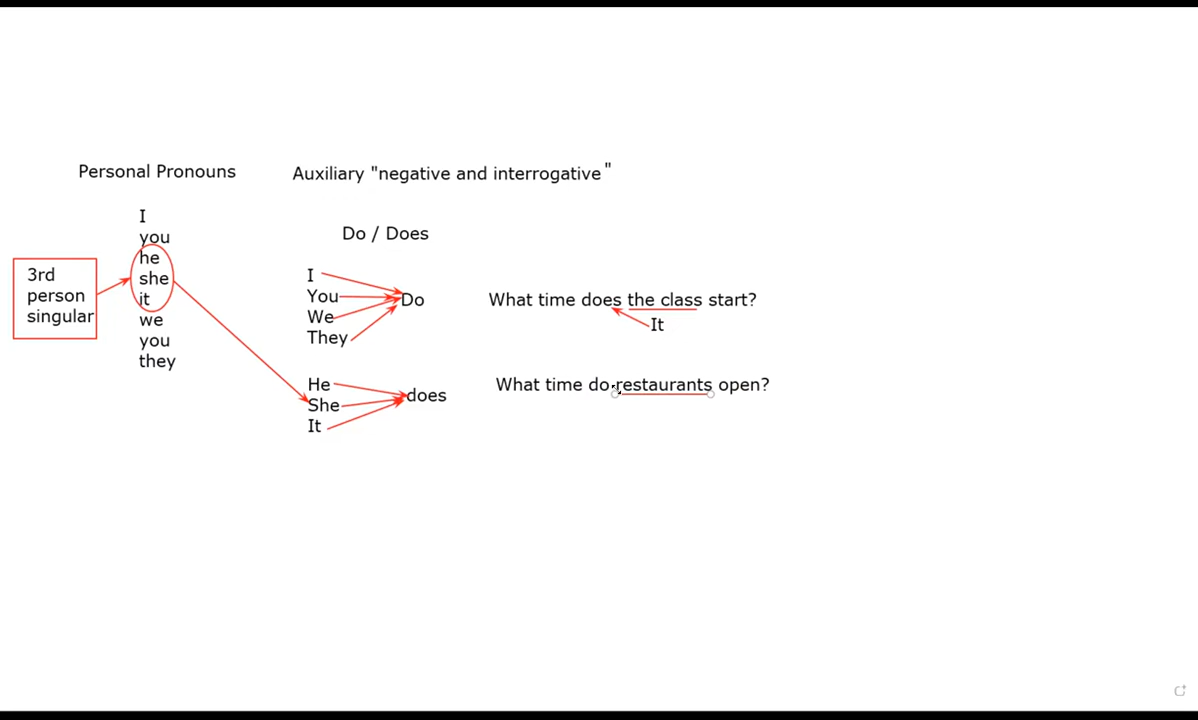 Personal Pronouns
I
you
he
she
it
we
you
they
3rd
person
singular
Auxiliary "negative and interrogative"
Do / Does
I
You
We
They
Do
He
She
It
does
What time does the class start?
It
What time do restaurants open?